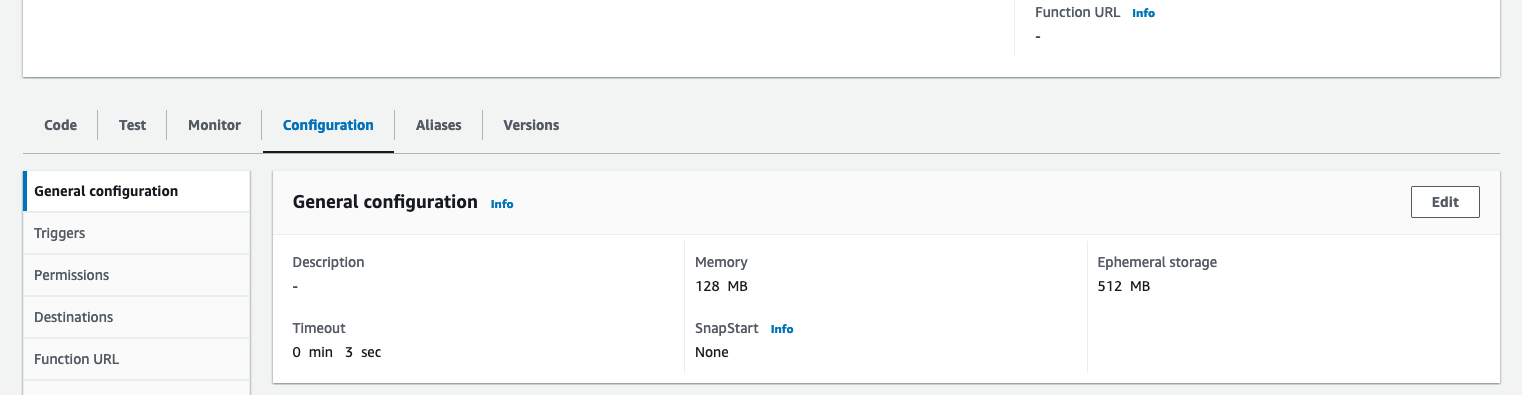 Function URL Info
-
Code Test Monitor Configuration Aliases Versions
General configuration
Triggers
Permissions
Destinations
Function URL
General configuration Info
Edit
Description
-
Memory
128 MB
Ephemeral storage
512 MB
Timeout
0 min 3 sec
SnapStart Info
None